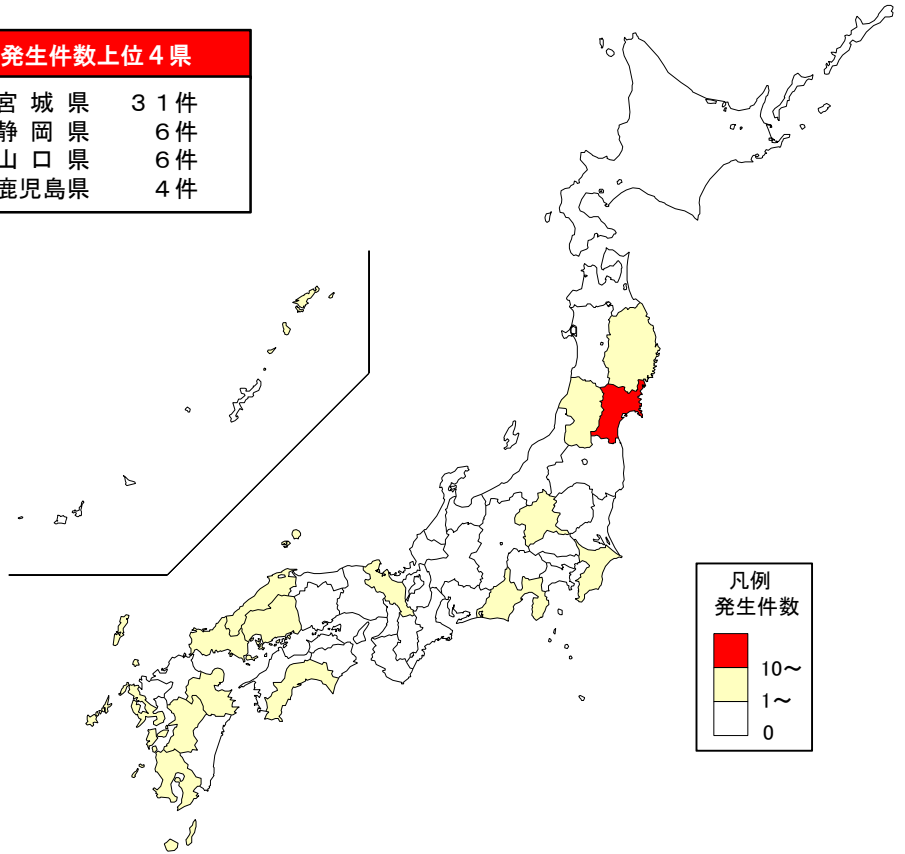 発生件数上位４県
宮城県　３１件
静岡県　６件
山口県　６件
鹿児島県　４件
凡例
発生件数
10～
1～
0